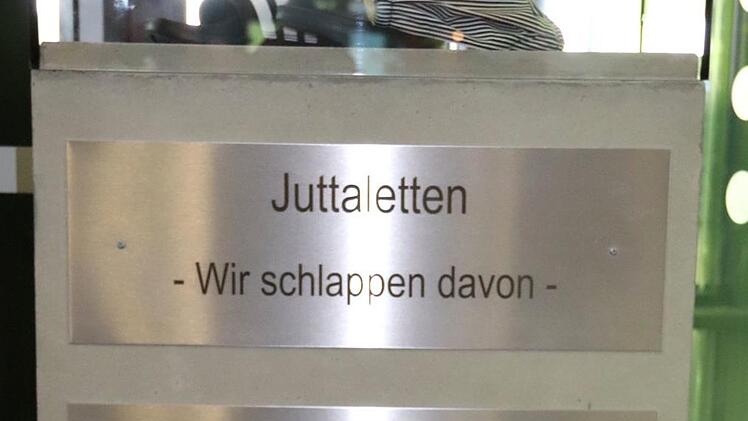 Juttaletten
- Wir schlappen davon -